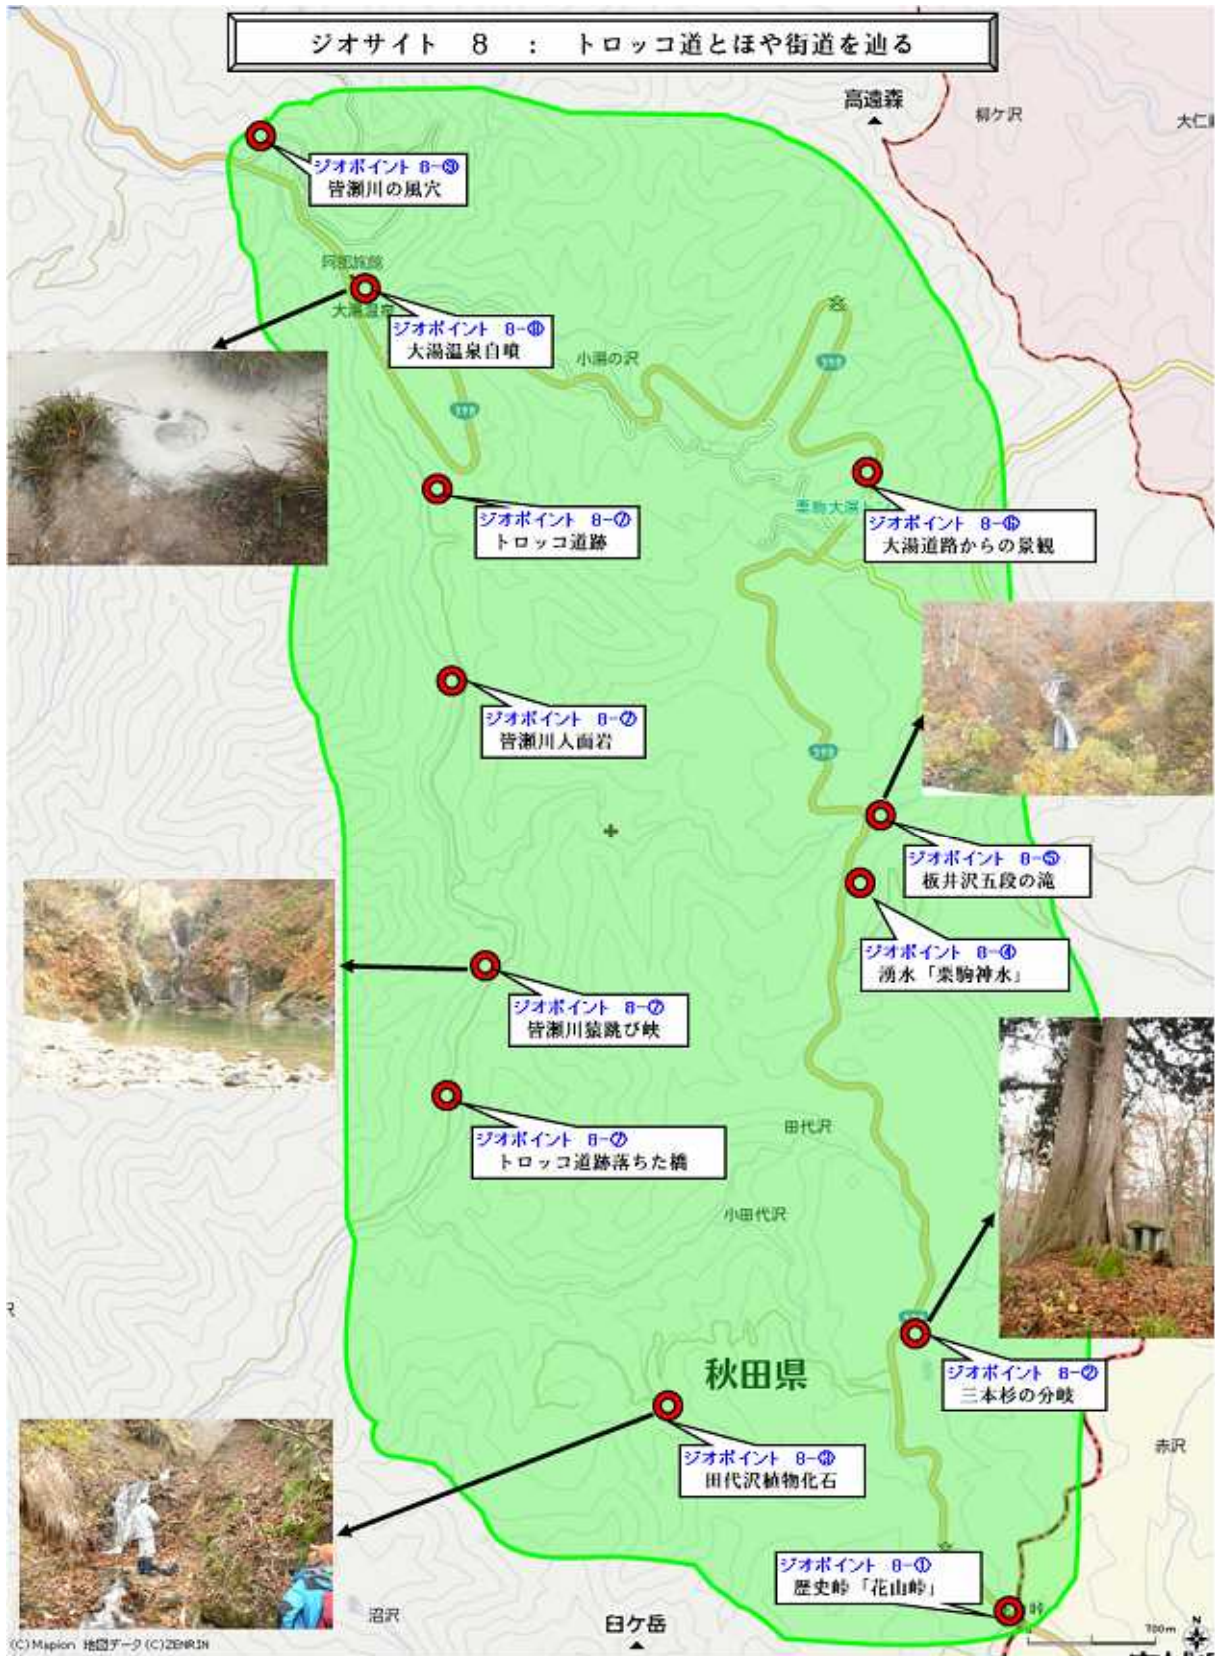 ジオサイト 8 : トロッコ道とほや街道を辿る
高遠森
柳ケ沢
ジオポイント 8-⑨
皆瀬川の風穴
阿部旅館
大湯温泉
ジオポイント 8-⑧
大湯温泉自噴
小湯の沢
398
398
ジオポイント 8-⑦
トロッコ道跡
ジオポイント 8-⑥
大湯道路からの景観
ジオポイント 8-⑦
皆瀬川人面岩
398
ジオポイント 8-⑤
板井沢五段の滝
ジオポイント 8-④
湧水「栗駒神水」
ジオポイント 8-⑦
皆瀬川猿跳び峡
ジオポイント 8-⑦
トロッコ道跡落ちた橋
田代沢
小田代沢
秋田県
ジオポイント 8-②
三本杉の分岐
赤沢
ジオポイント 8-③
田代沢植物化石
ジオポイント 8-①
歴史峠「花山峠」
沼沢
臼ケ岳
峠
700m
N
(C)Mapion 地図データ(C)ZENRIN